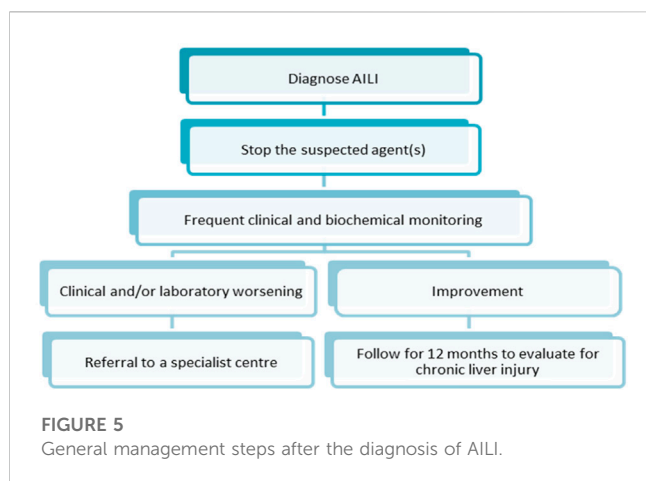 Diagnose AILI
Stop the suspected agent(s)
Frequent clinical and biochemical monitoring
Clinical and/or laboratory worsening
Improvement
Referral to a specialist centre
Follow for 12 months to evaluate for
chronic liver injury
FIGURE 5
General management steps after the diagnosis of AILI.